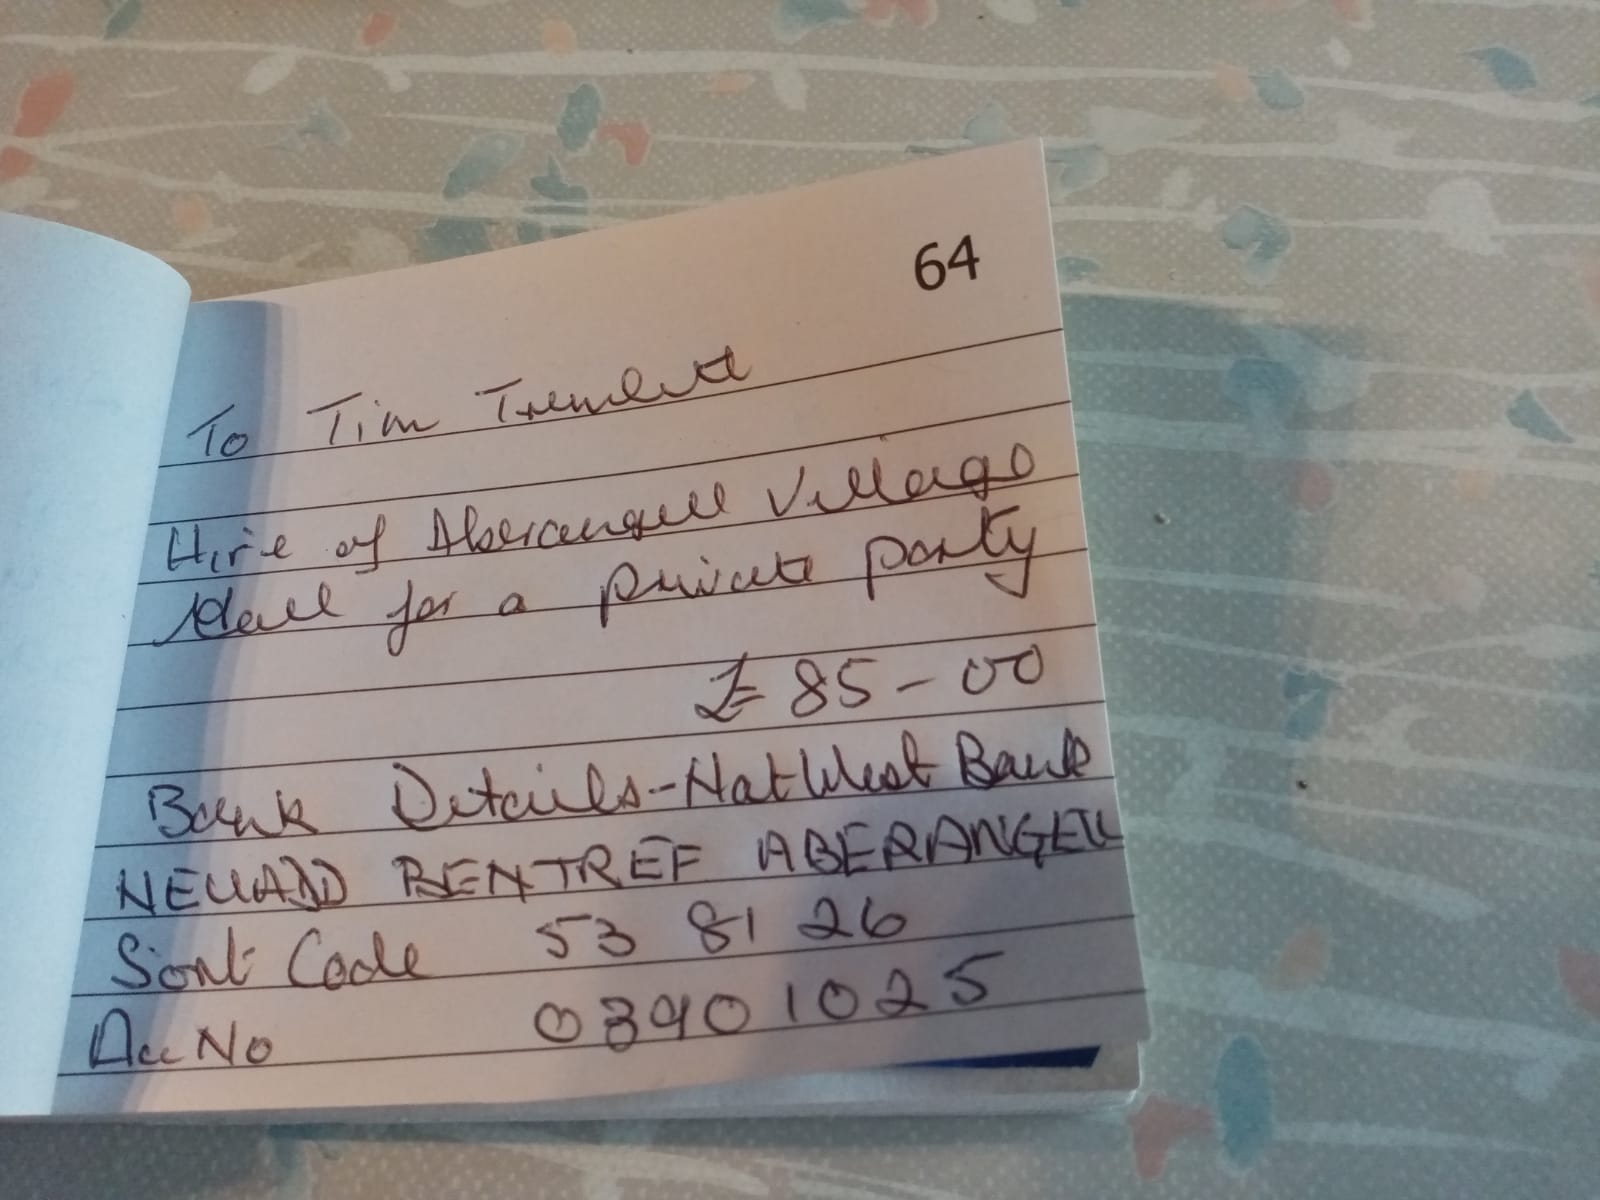 64
To Tim Tremlett
Hire of Aberangell Village
Hall for a private party
£85-00
Bank Details-NatWest Bank
NEUADD PENTREF ABERANGELL
Sort Code 53 81 26
Acc No 03901025